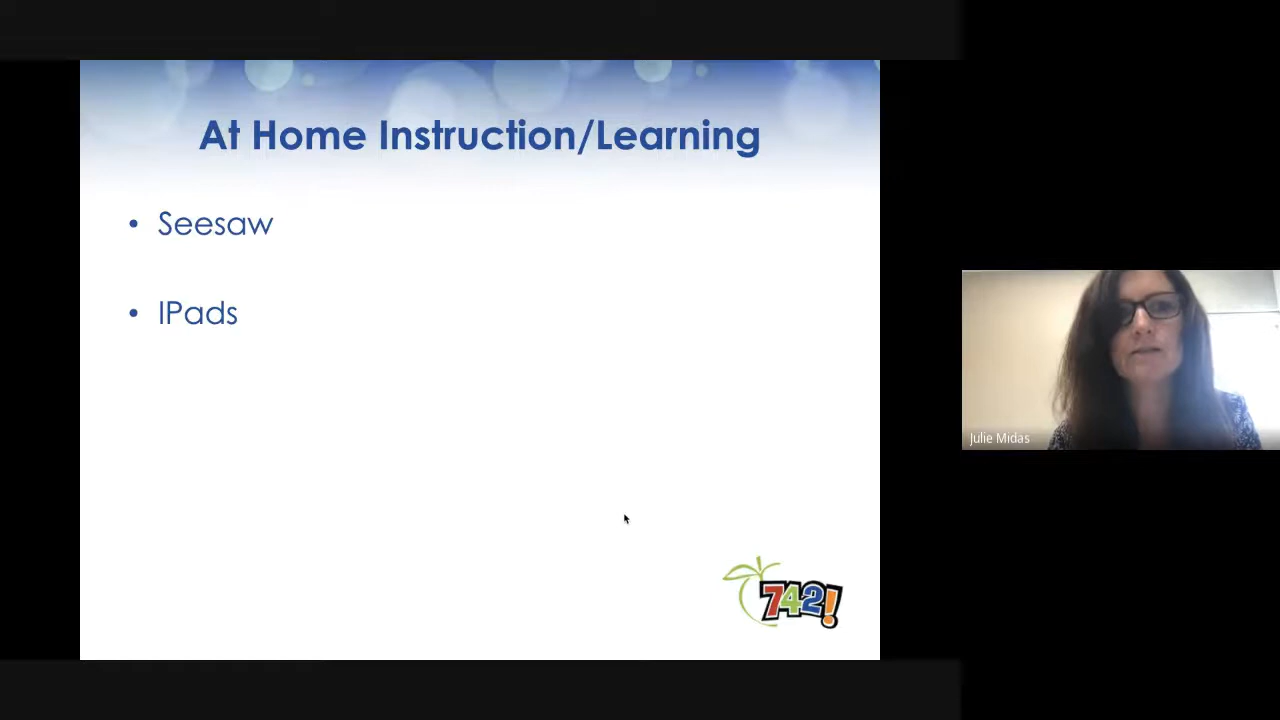 At Home Instruction/Learning
• Seesaw
• IPads
742!
Julie Midas